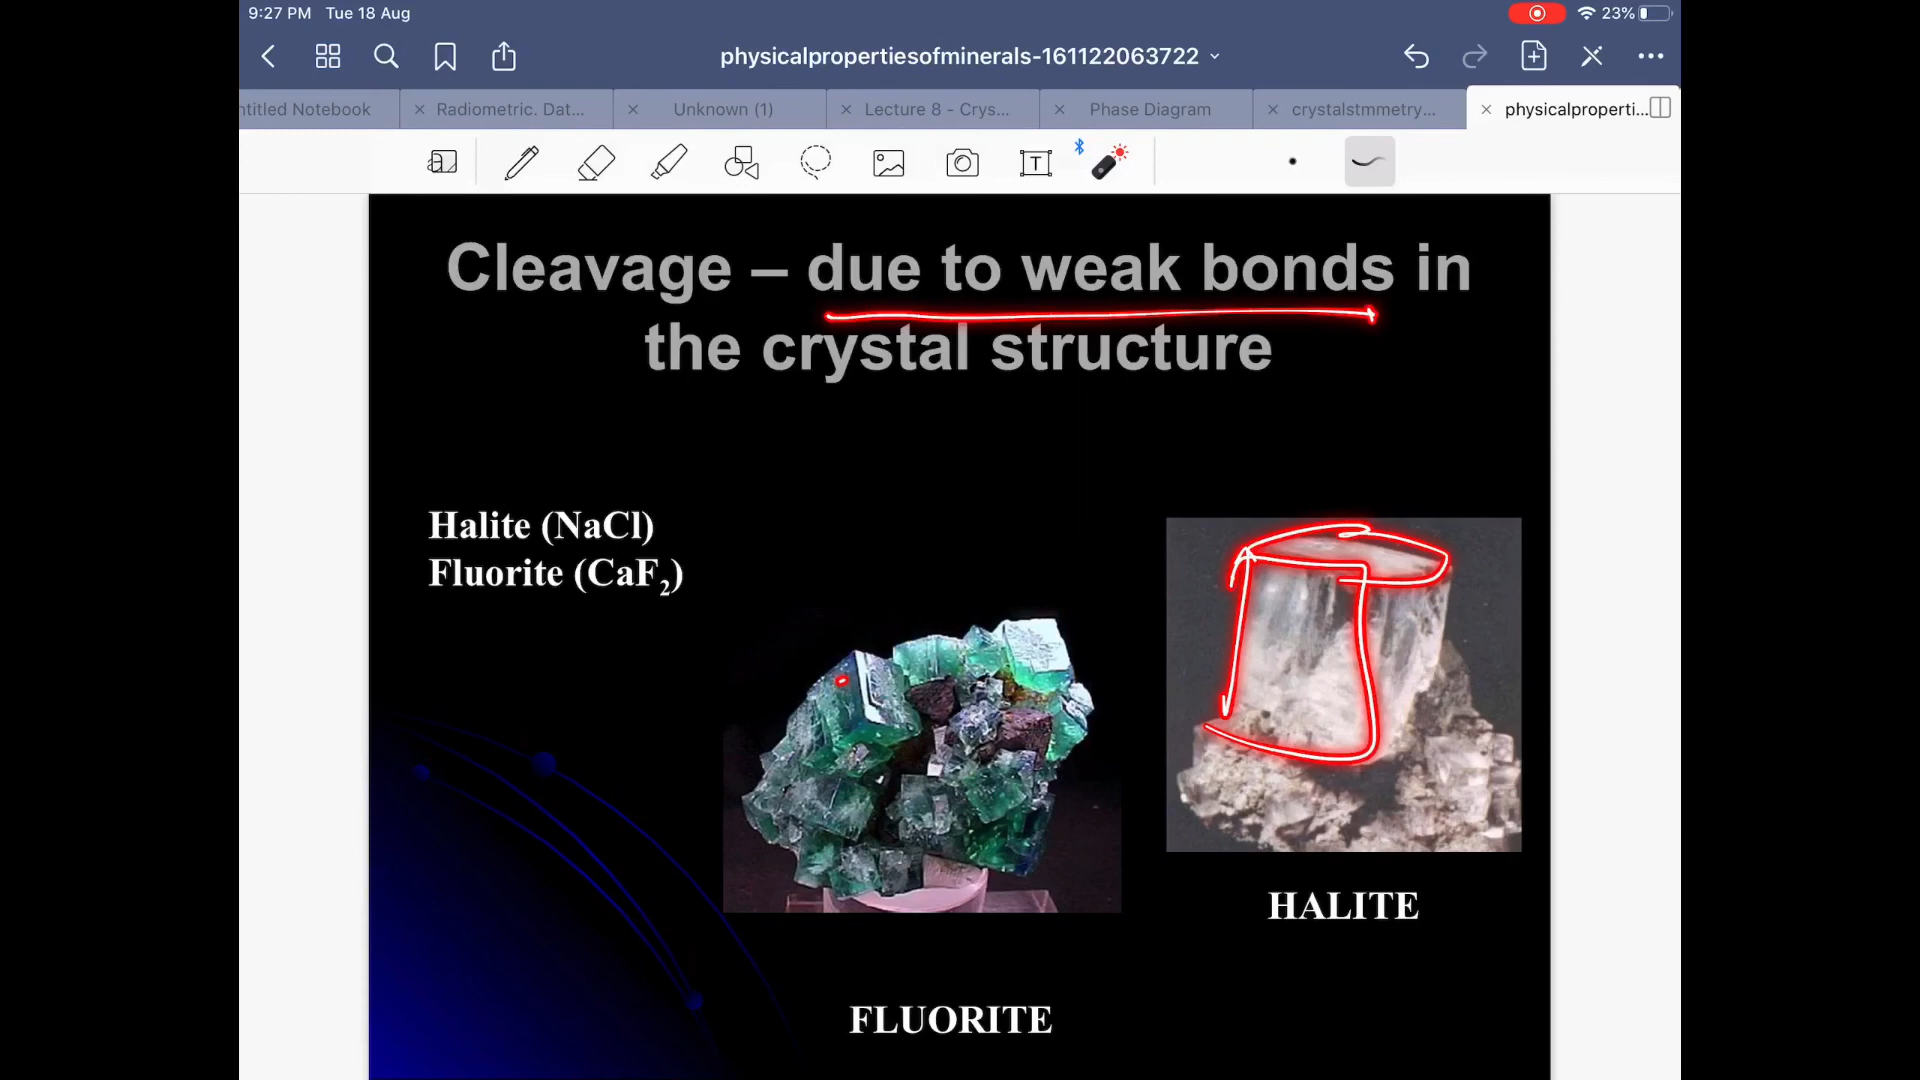 9:27 PM Tue 18 Aug
23%
physicalpropertiesofminerals-161122063722
ntitled Notebook
Radiometric. Dat...
Unknown (1)
Lecture 8 - Crys...
Phase Diagram
crystalstmmetry...
physicalproperti...
T
Cleavage – due to weak bonds in
the crystal structure
Halite (NaCl)
Fluorite (CaF₂)
HALITE
FLUORITE